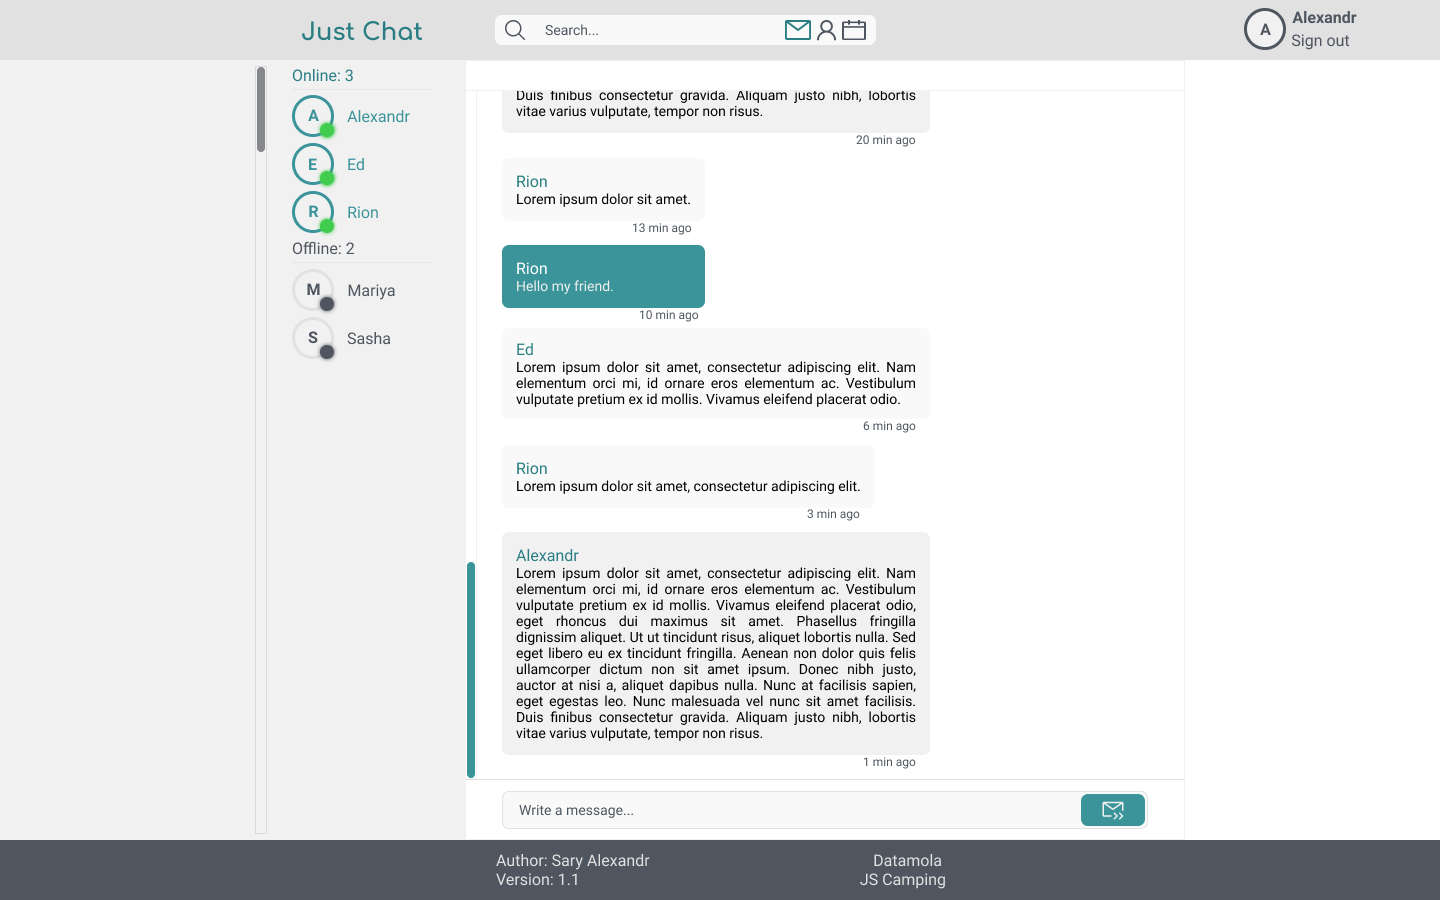 Just Chat
Search...
A
Alexandr
Sign out
Online: 3
A
Alexandr
E
Ed
R
Rion
Offline: 2
M
Mariya
S
Sasha
Duis finibus consectetur gravida. Aliquam justo nibh, lobortis
vitae varius vulputate, tempor non risus.
20 min ago
Rion
Lorem ipsum dolor sit amet.
13 min ago
Rion
Hello my friend.
10 min ago
Ed
Lorem ipsum dolor sit amet, consectetur adipiscing elit. Nam
elementum orci mi, id ornare eros elementum ac. Vestibulum
vulputate pretium ex id mollis. Vivamus eleifend placerat odio.
6 min ago
Rion
Lorem ipsum dolor sit amet, consectetur adipiscing elit.
3 min ago
Alexandr
Lorem ipsum dolor sit amet, consectetur adipiscing elit. Nam
elementum orci mi, id ornare eros elementum ac. Vestibulum
vulputate pretium ex id mollis. Vivamus eleifend placerat odio,
eget rhoncus dui maximus sit amet. Phasellus fringilla
dignissim aliquet. Ut ut tincidunt risus, aliquet lobortis nulla. Sed
eget libero eu ex tincidunt fringilla. Aenean non dolor quis felis
ullamcorper dictum non sit amet ipsum. Donec nibh justo,
auctor at nisi a, aliquet dapibus nulla. Nunc at facilisis sapien,
eget egestas leo. Nunc malesuada vel nunc sit amet facilisis.
Duis finibus consectetur gravida. Aliquam justo nibh, lobortis
vitae varius vulputate, tempor non risus.
1 min ago
Write a message...
Author: Sary Alexandr
Version: 1.1
Datamola
JS Camping